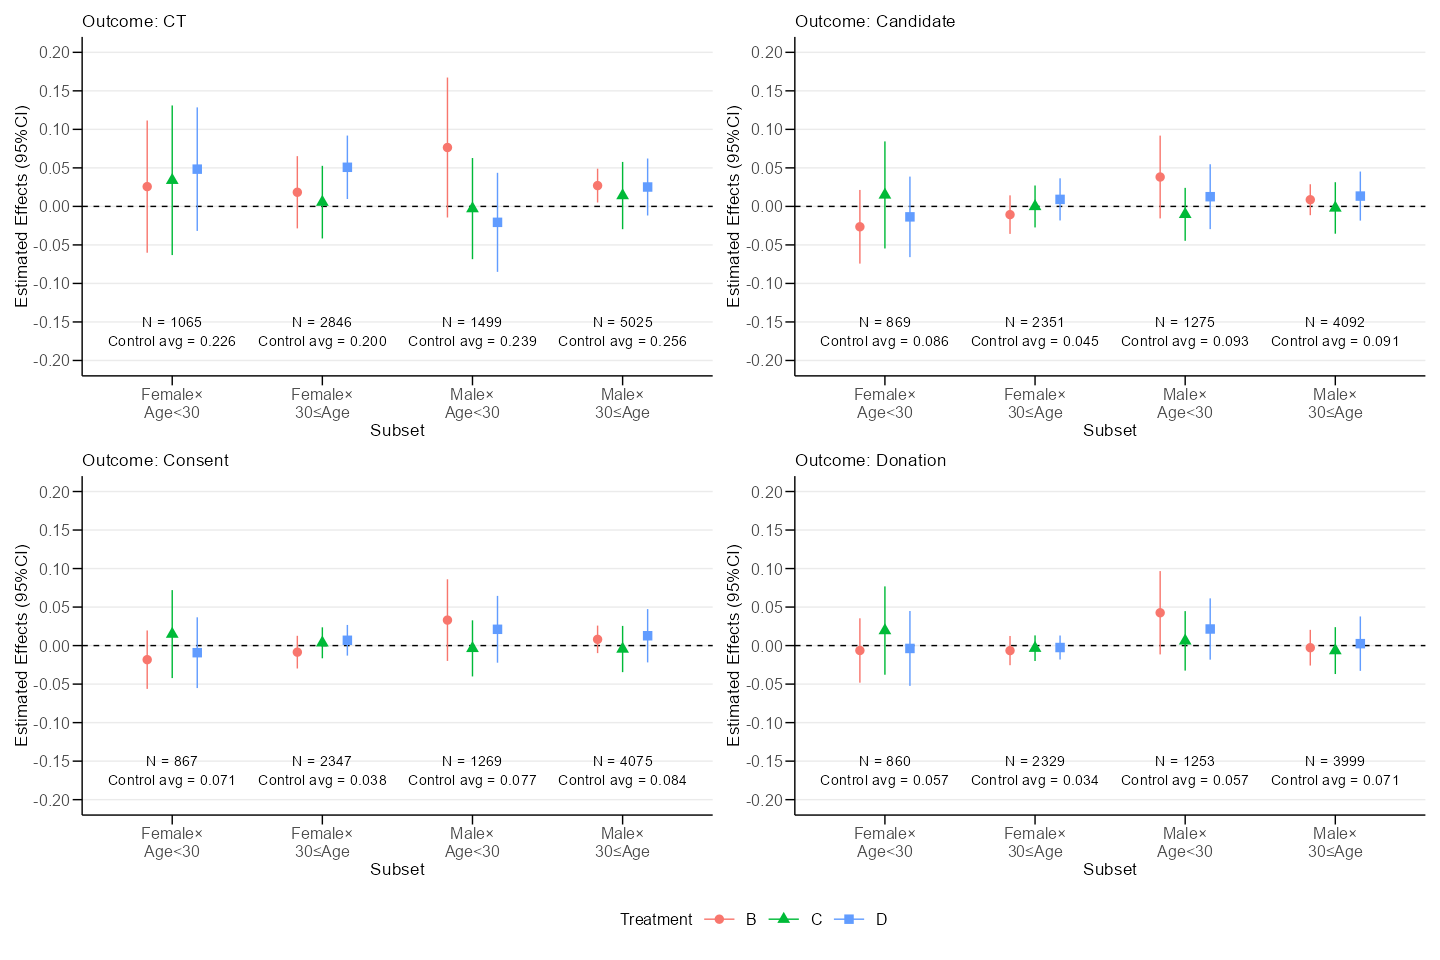 Outcome: CT
Estimated Effects (95%CI)
0.20
0.15
0.10
0.05
0.00
-0.05
-0.10
-0.15
-0.20
N = 1065
Control avg = 0.226
N = 2846
Control avg = 0.200
N = 1499
Control avg = 0.239
N = 5025
Control avg = 0.256
Female×
Age<30
Female×
30≤Age
Male×
Age<30
Male×
30≤Age
Subset
Outcome: Candidate
Estimated Effects (95%CI)
0.20
0.15
0.10
0.05
0.00
-0.05
-0.10
-0.15
-0.20
N = 869
Control avg = 0.086
N = 2351
Control avg = 0.045
N = 1275
Control avg = 0.093
N = 4092
Control avg = 0.091
Female×
Age<30
Female×
30≤Age
Male×
Age<30
Male×
30≤Age
Subset
Outcome: Consent
Estimated Effects (95%CI)
0.20
0.15
0.10
0.05
0.00
-0.05
-0.10
-0.15
-0.20
N = 867
Control avg = 0.071
N = 2347
Control avg = 0.038
N = 1269
Control avg = 0.077
N = 4075
Control avg = 0.084
Female×
Age<30
Female×
30≤Age
Male×
Age<30
Male×
30≤Age
Subset
Outcome: Donation
Estimated Effects (95%CI)
0.20
0.15
0.10
0.05
0.00
-0.05
-0.10
-0.15
-0.20
N = 860
Control avg = 0.057
N = 2329
Control avg = 0.034
N = 1253
Control avg = 0.057
N = 3999
Control avg = 0.071
Female×
Age<30
Female×
30≤Age
Male×
Age<30
Male×
30≤Age
Subset
Treatment B C D